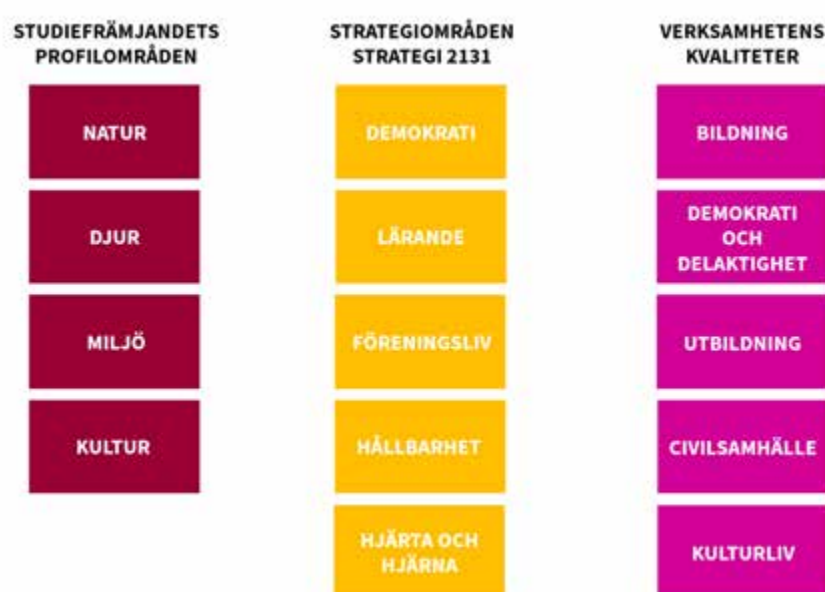 STUDIEFRÄMJANDETS
PROFILOMRÅDEN
NATUR
DJUR
MILJÖ
KULTUR
STRATEGIOMRÅDEN
STRATEGI 2131
DEMOKRATI
LÄRANDE
FÖRENINGSLIV
HÅLLBARHET
HJÄRTA OCH
HJÄRNA
VERKSAMHETENS
KVALITETER
BILDNING
DEMOKRATI
OCH
DELAKTIGHET
UTBILDNING
CIVILSAMHÄLLE
KULTURLIV